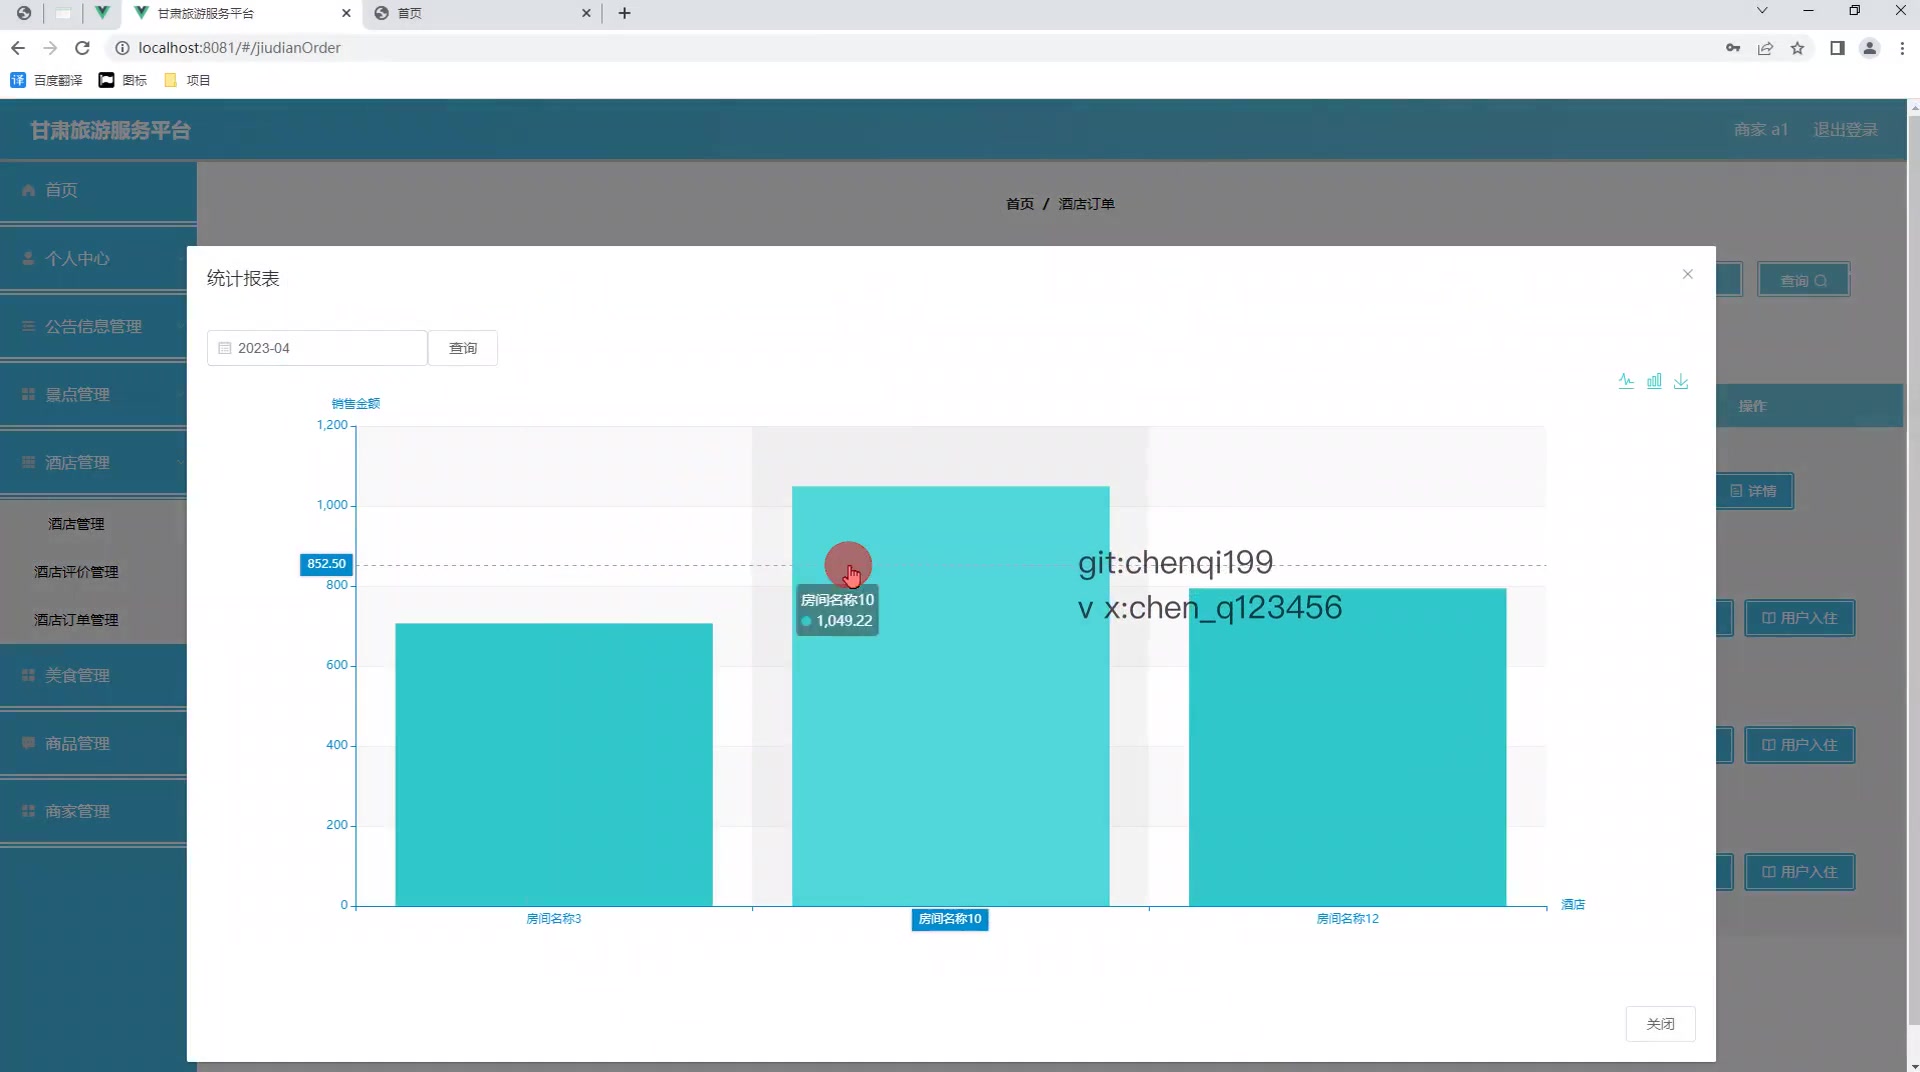 甘肃旅游服务平台
首页
localhost:8081/#/jiudianOrder
百度翻译
图标
项目
甘肃旅游服务平台
商家 a1
退出登录
首页
个人中心
公告信息管理
景点管理
酒店管理
酒店管理
酒店评价管理
酒店订单管理
美食管理
商品管理
商家管理
首页 / 酒店订单
查询
操作
详情
用户入住
用户入住
用户入住
统计报表
2023-04
查询
销售金额
1,200
1,000
852.50
800
600
400
200
0
房间名称10
1,049.22
git:chenqi199
v x:chen_q123456
房间名称3
房间名称10
房间名称12
酒店
关闭